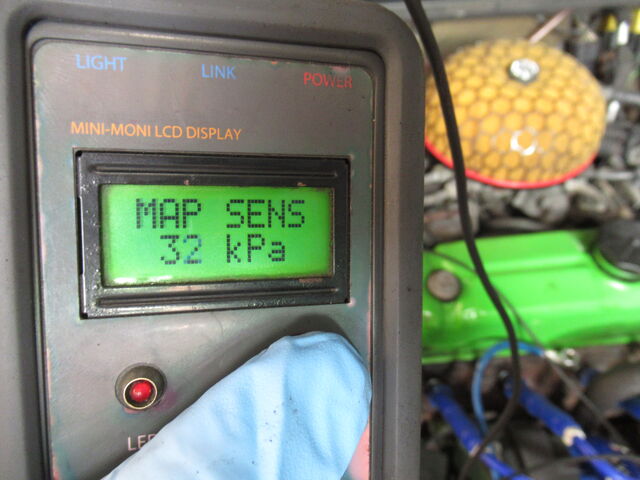 LIGHT LINK POWER
MINI-MONI LCD DISPLAY
MAP SENS
32 kPa